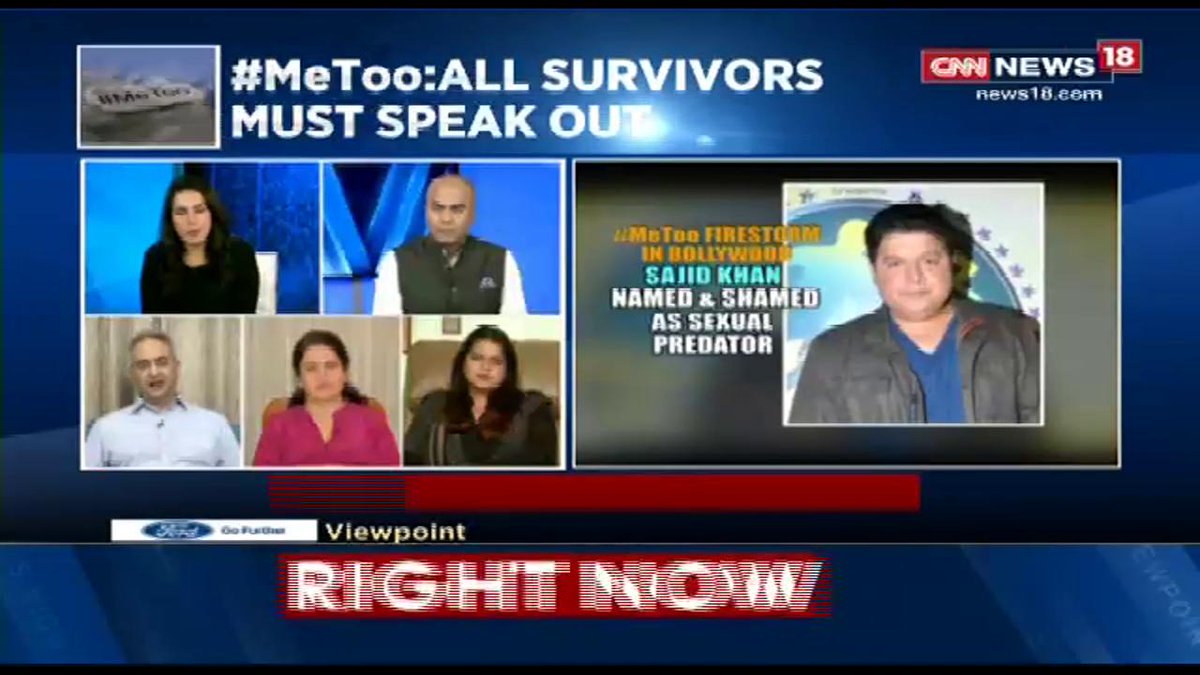 #MeToo:ALL SURVIVORS
MUST SPEAK OUT
#MeToo
CNN NEWS 18
news18.com
#MeToo FIRESTORM
IN BOLLYWOOD
SAJID KHAN
NAMED & SHAMED
AS SEXUAL
PREDATOR
Ford Go Further Viewpoint
RIGHT NOW